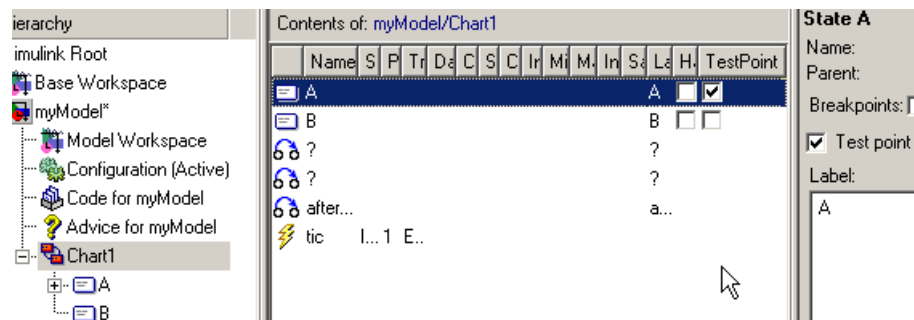 ierarchy
imulink Root
Base Workspace
myModel*
Model Workspace
Configuration (Active)
Code for myModel
Advice for myModel
Chart1
A
B
Contents of: myModel/Chart1
Name S P Tr Da C S C Ir Mi M. In Sa La H. TestPoint
A A
B B
? ?
? ?
after... a...
tic I... 1 E..
State A
Name:
Parent:
Breakpoints:
Test point
Label:
A